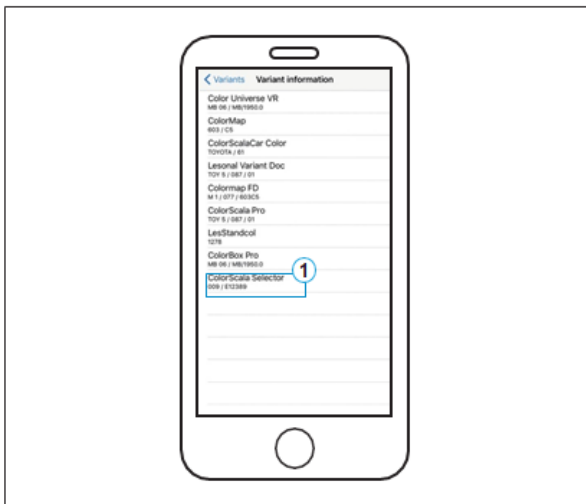 Variants Variant information
Color Universe VR
MB 06 / MB/1950.0
ColorMap
603 / C5
ColorScalaCar Color
TOYOTA / 61
Lesonal Variant Doc
TOY 5 / 087 / 01
Colormap FD
M 1 / 077 / 603C5
ColorScala Pro
TOY 5 / 087 / 01
LesStandcol
1278
ColorBox Pro
MB 06 / MB/1950.0
1
ColorScala Selector
009 / E12389